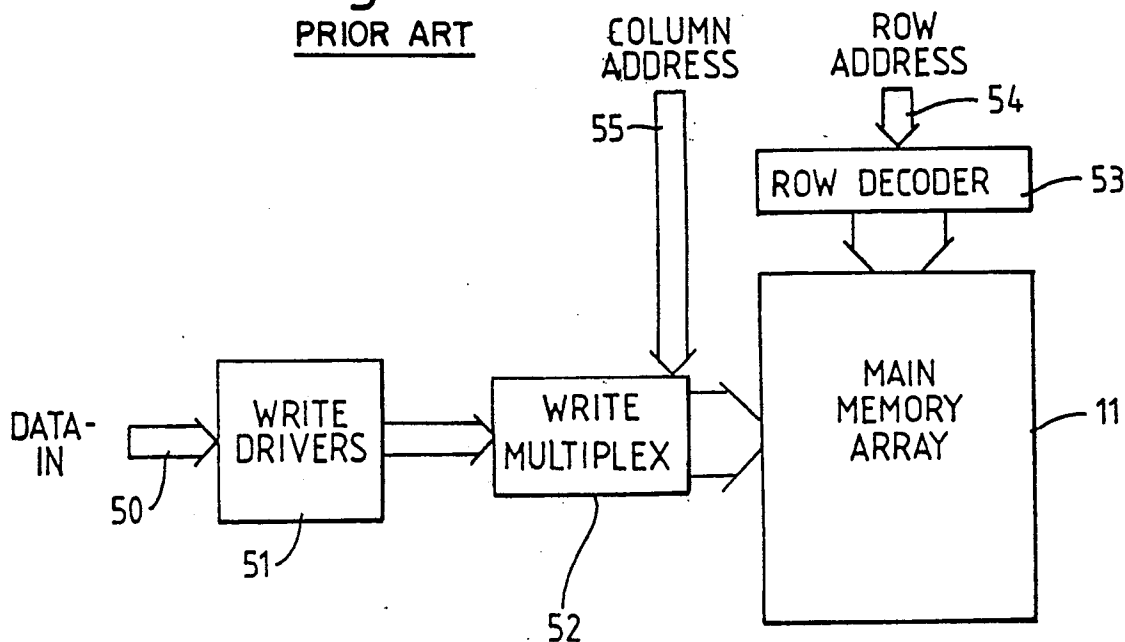 PRIOR ART
COLUMN
ADDRESS
ROW
ADDRESS
54
55
ROW DECODER
53
MAIN
MEMORY
ARRAY
11
WRITE
DRIVERS
WRITE
MULTIPLEX
DATA-
IN
50
51
52